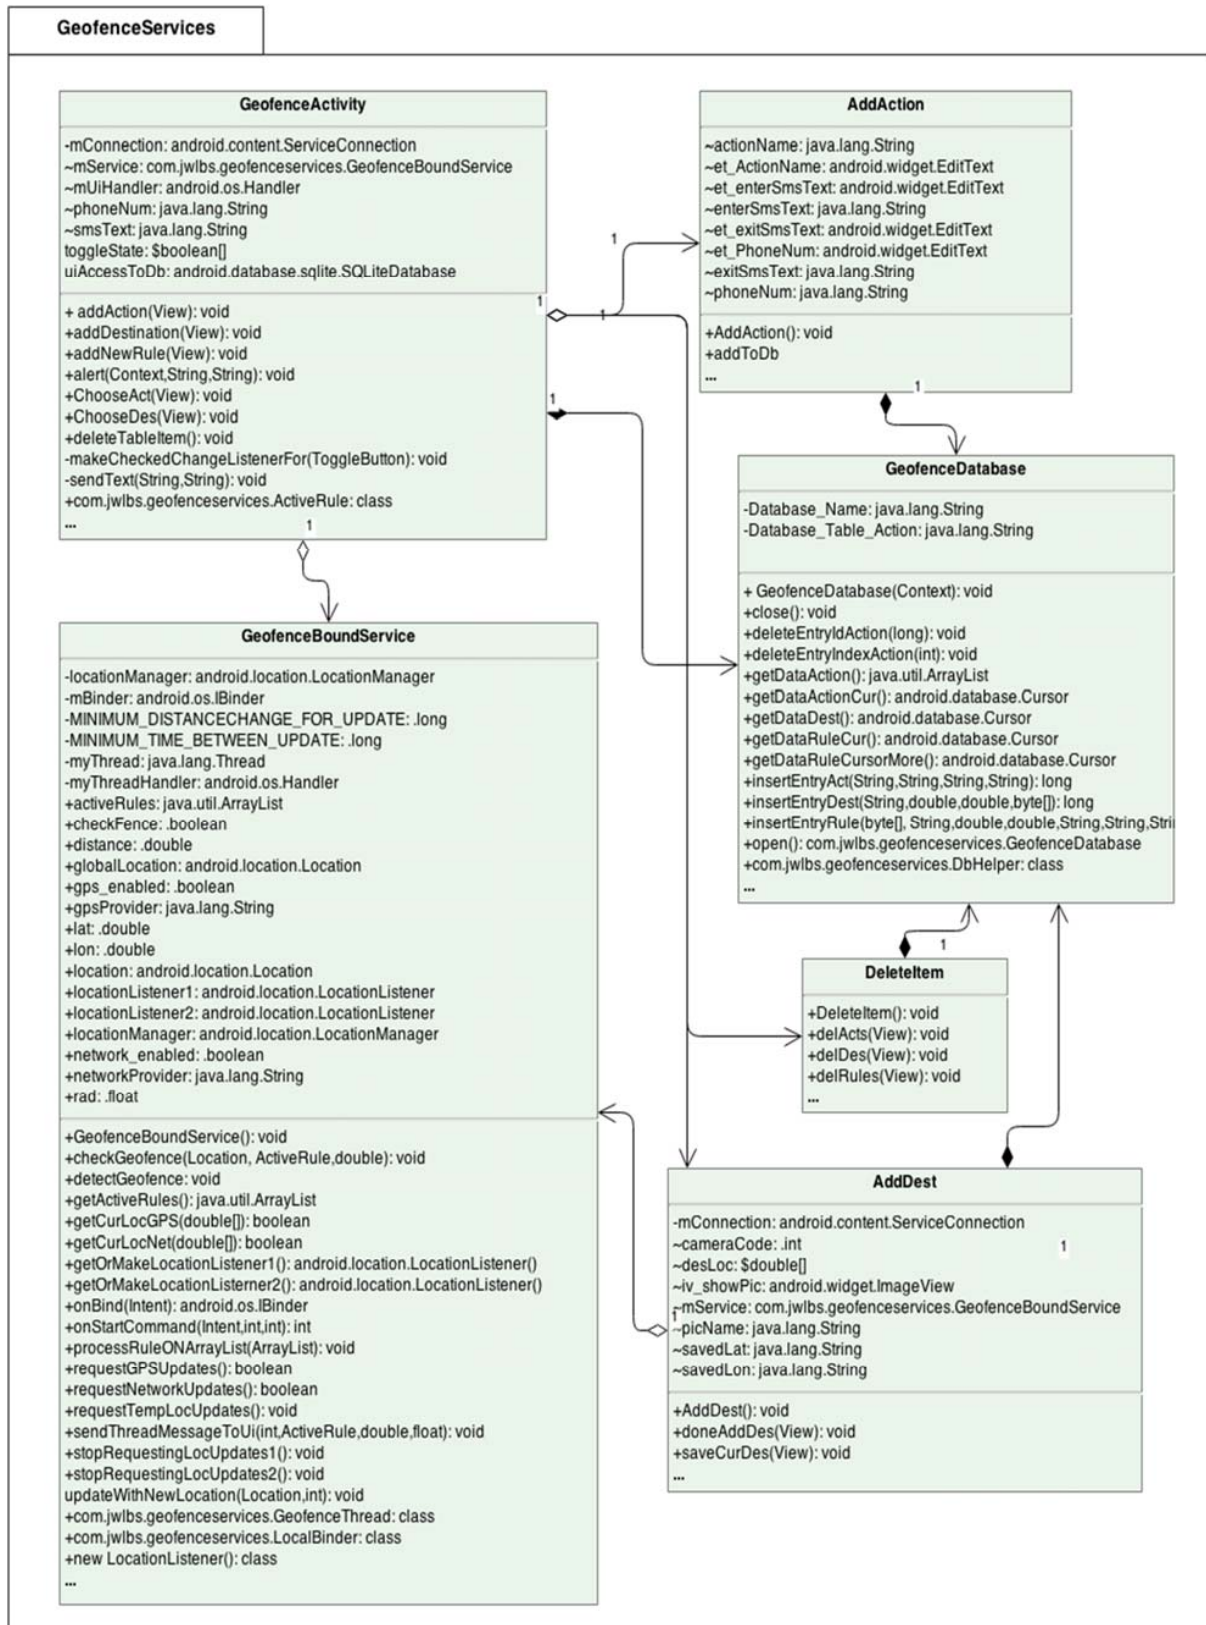 GeofenceServices
GeofenceActivity
-mConnection: android.content.ServiceConnection
~mService: com.jwlbs.geofenceservices.GeofenceBoundService
~mUiHandler: android.os.Handler
~phoneNum: java.lang.String
~smsText: java.lang.String
toggleState: $boolean[]
uiAccessToDb: android.database.sqlite.SQLiteDatabase
+ addAction(View): void
+addDestination(View): void
+addNewRule(View): void
+alert(Context,String,String): void
+ChooseAct(View): void
+ChooseDes(View): void
+deleteTableItem(): void
-makeCheckedChangeListenerFor(ToggleButton): void
-sendText(String,String): void
+com.jwlbs.geofenceservices.ActiveRule: class
...
1
1
1
1
1
AddAction
~actionName: java.lang.String
~et_ActionName: android.widget.EditText
~et_enterSmsText: android.widget.EditText
~enterSmsText: java.lang.String
~et_exitSmsText: android.widget.EditText
~et_PhoneNum: android.widget.EditText
~exitSmsText: java.lang.String
~phoneNum: java.lang.String
+AddAction(): void
+addToDb
...
1
GeofenceDatabase
-Database_Name: java.lang.String
-Database_Table_Action: java.lang.String
+ GeofenceDatabase(Context): void
+close(): void
+deleteEntryIdAction(long): void
+deleteEntryIndexAction(int): void
+getDataAction(): java.util.ArrayList
+getDataActionCur(): android.database.Cursor
+getDataDest(): android.database.Cursor
+getDataRuleCur(): android.database.Cursor
+getDataRuleCursorMore(): android.database.Cursor
+insertEntryAct(String,String,String,String): long
+insertEntryDest(String,double,double,byte[]): long
+insertEntryRule(byte[], String,double,double,String,String,Stri
+open(): com.jwlbs.geofenceservices.GeofenceDatabase
+com.jwlbs.geofenceservices.DbHelper: class
...
GeofenceBoundService
-locationManager: android.location.LocationManager
-mBinder: android.os.IBinder
-MINIMUM_DISTANCECHANGE_FOR_UPDATE: .long
-MINIMUM_TIME_BETWEEN_UPDATE: .long
-myThread: java.lang.Thread
-myThreadHandler: android.os.Handler
+activeRules: java.util.ArrayList
+checkFence: .boolean
+distance: .double
+globalLocation: android.location.Location
+gps_enabled: .boolean
+gpsProvider: java.lang.String
+lat: .double
+lon: .double
+location: android.location.Location
+locationListener1: android.location.LocationListener
+locationListener2: android.location.LocationListener
+locationManager: android.location.LocationManager
+network_enabled: .boolean
+networkProvider: java.lang.String
+rad: .float
+GeofenceBoundService(): void
+checkGeofence(Location, ActiveRule,double): void
+detectGeofence: void
+getActiveRules(): java.util.ArrayList
+getCurLocGPS(double[]): boolean
+getCurLocNet(double[]): boolean
+getOrMakeLocationListener1(): android.location.LocationListener()
+getOrMakeLocationListerner2(): android.location.LocationListener()
+onBind(Intent): android.os.IBinder
+onStartCommand(Intent,int,int): int
+processRuleONArrayList(ArrayList): void
+requestGPSUpdates(): boolean
+requestNetworkUpdates(): boolean
+requestTempLocUpdates(): void
+sendThreadMessageToUi(int,ActiveRule,double,float): void
+stopRequestingLocUpdates1(): void
+stopRequestingLocUpdates2(): void
updateWithNewLocation(Location,int): void
+com.jwlbs.geofenceservices.GeofenceThread: class
+com.jwlbs.geofenceservices.LocalBinder: class
+new LocationListener(): class
...
1
DeleteItem
+DeleteItem(): void
+delActs(View): void
+delDes(View): void
+delRules(View): void
...
AddDest
-mConnection: android.content.ServiceConnection
~cameraCode: .int
1
~desLoc: $double[]
~iv_showPic: android.widget.ImageView
~mService: com.jwlbs.geofenceservices.GeofenceBoundService
1
~picName: java.lang.String
~savedLat: java.lang.String
~savedLon: java.lang.String
+AddDest(): void
+doneAddDes(View): void
+saveCurDes(View): void
...